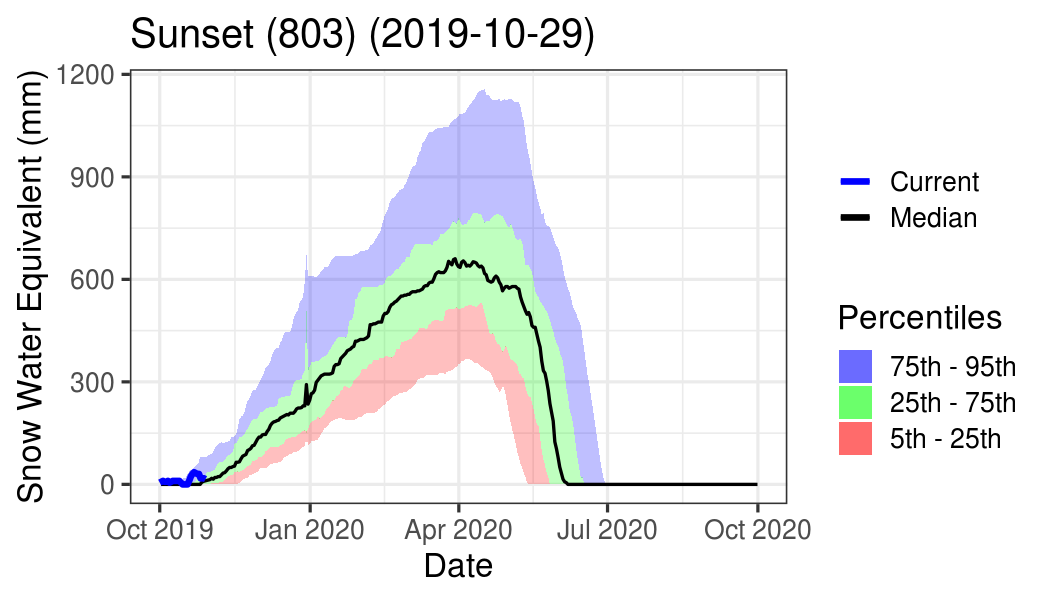 Sunset (803) (2019-10-29)
Snow Water Equivalent (mm)
1200
900
600
300
0
Oct 2019
Jan 2020
Apr 2020
Jul 2020
Oct 2020
Date
Current
Median
Percentiles
75th - 95th
25th - 75th
5th - 25th